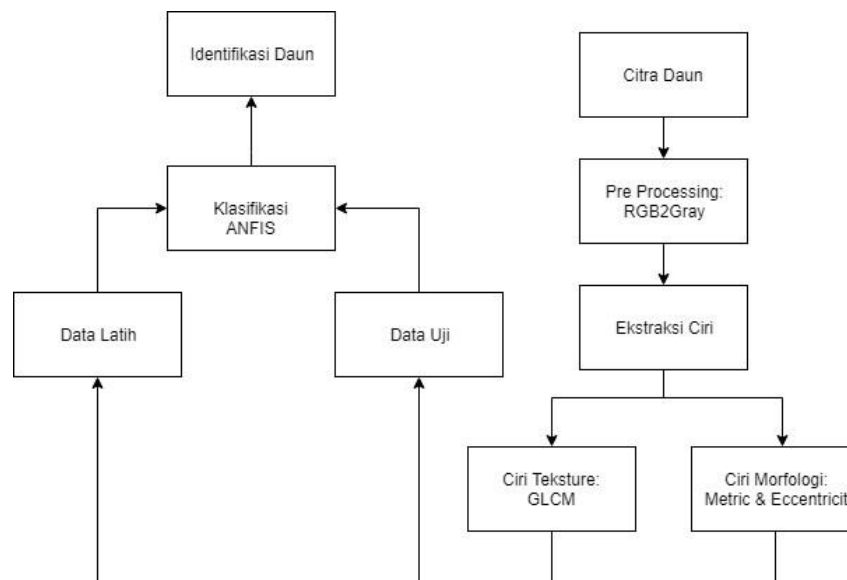 Identifikasi Daun
Citra Daun
Klasifikasi
ANFIS
Pre Processing:
RGB2Gray
Data Latih
Data Uji
Ekstraksi Ciri
Ciri Teksture:
GLCM
Ciri Morfologi:
Metric & Eccentricit